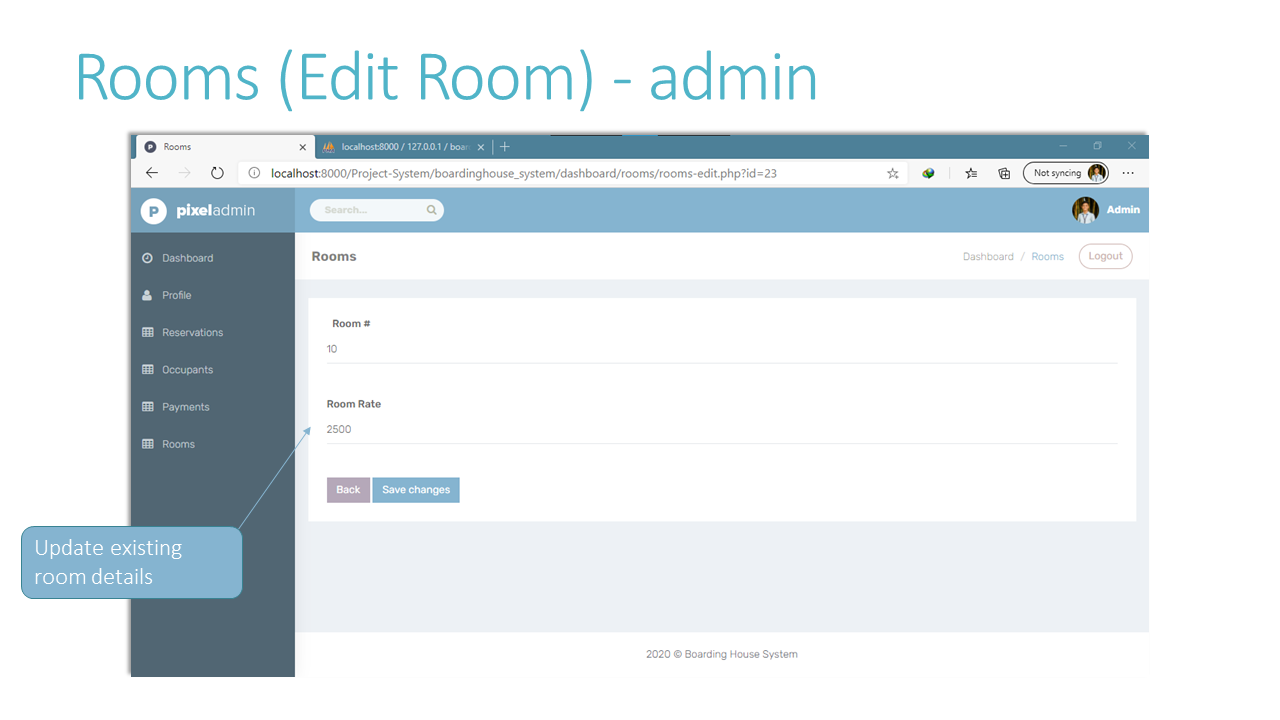 Rooms (Edit Room) - admin
Rooms
localhost:8000 / 127.0.0.1 / boar
localhost:8000/Project-System/boardinghouse_system/dashboard/rooms/rooms-edit.php?id=23
Not syncing
P pixeladmin
Search...
Admin
Dashboard
Profile
Reservations
Occupants
Payments
Rooms
Rooms
Dashboard / Rooms
Logout
Room #
10
Room Rate
2500
Back
Save changes
Update existing
room details
2020 © Boarding House System